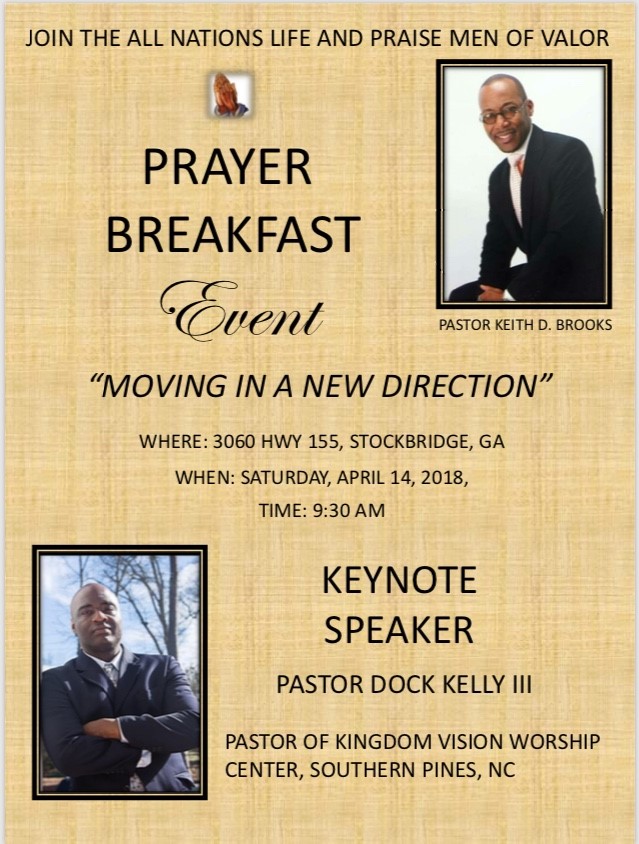 JOIN THE ALL NATIONS LIFE AND PRAISE MEN OF VALOR
PRAYER
BREAKFAST
Event
PASTOR KEITH D. BROOKS
“MOVING IN A NEW DIRECTION”
WHERE: 3060 HWY 155, STOCKBRIDGE, GA
WHEN: SATURDAY, APRIL 14, 2018,
TIME: 9:30 AM
KEYNOTE
SPEAKER
PASTOR DOCK KELLY III
PASTOR OF KINGDOM VISION WORSHIP
CENTER, SOUTHERN PINES, NC